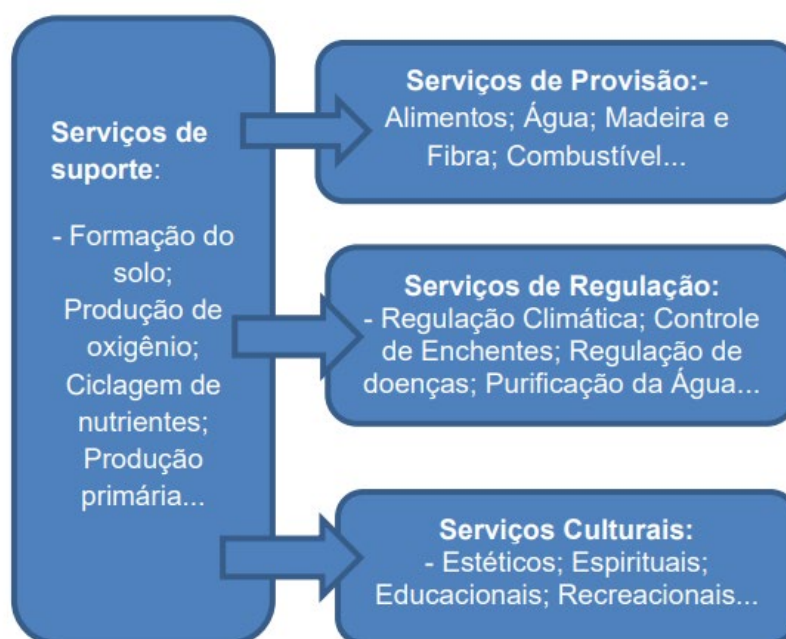 Serviços de
suporte:
- Formação do
solo;
Produção de
oxigênio;
Ciclagem de
nutrientes;
Produção
primária...
Serviços de Provisão:-
Alimentos; Água; Madeira e
Fibra; Combustível...
Serviços de Regulação:
- Regulação Climática; Controle
de Enchentes; Regulação de
doenças; Purificação da Água...
Serviços Culturais:
- Estéticos; Espirituais;
Educacionais; Recreacionais...